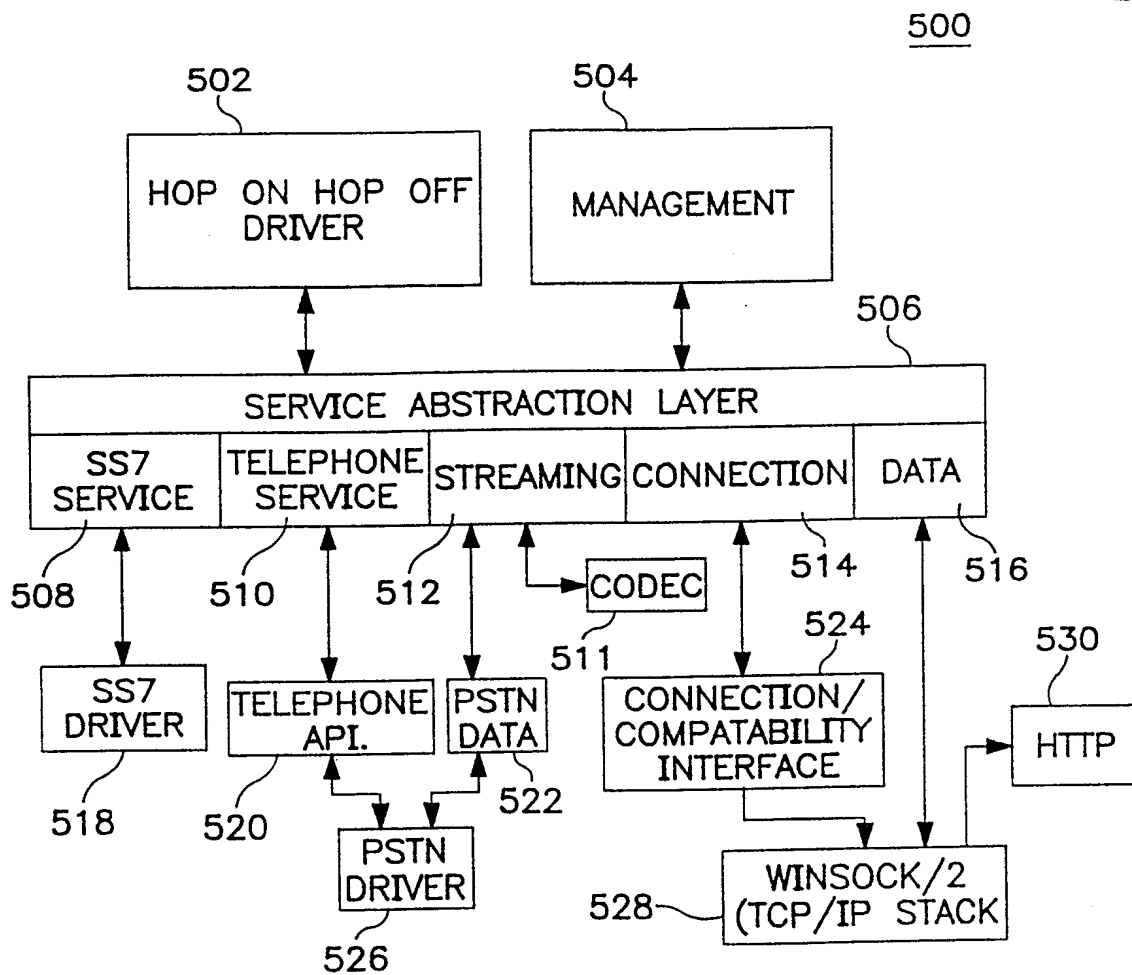 500
502
504
HOP ON HOP OFF
DRIVER
MANAGEMENT
506
SERVICE ABSTRACTION LAYER
SS7
SERVICE
TELEPHONE
SERVICE
STREAMING
CONNECTION
DATA
508
510
512
514
516
CODEC
511
524
530
SS7
DRIVER
TELEPHONE
API.
PSTN
DATA
CONNECTION/
COMPATABILITY
INTERFACE
HTTP
518
520
522
PSTN
DRIVER
526
528
WINSOCK/2
(TCP/IP STACK